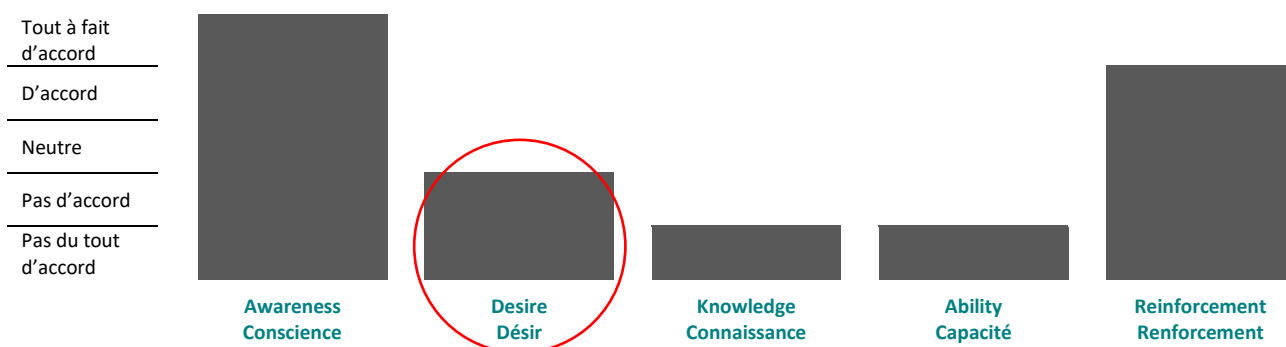 Tout à fait
d’accord
D’accord
Neutre
Pas d’accord
Pas du tout
d’accord
Awareness
Conscience
Desire
Désir
Knowledge
Connaissance
Ability
Capacité
Reinforcement
Renforcement